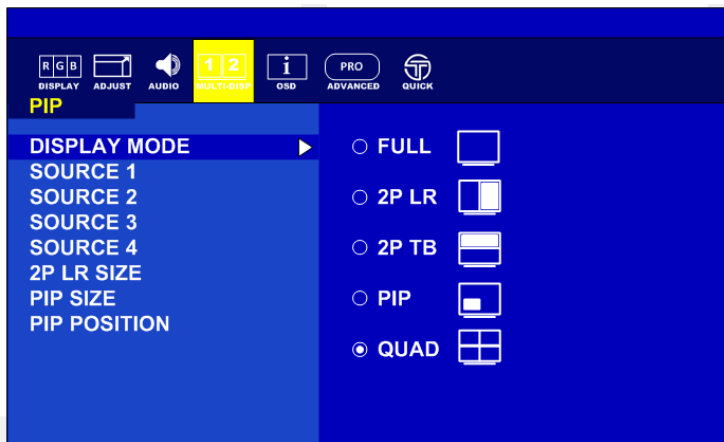 R G B
1 2
i
PRO
DISPLAY ADJUST AUDIO MULTI-DISP OSD ADVANCED QUICK
PIP
DISPLAY MODE
SOURCE 1
SOURCE 2
SOURCE 3
SOURCE 4
2P LR SIZE
PIP SIZE
PIP POSITION
FULL
2P LR
2P TB
PIP
QUAD